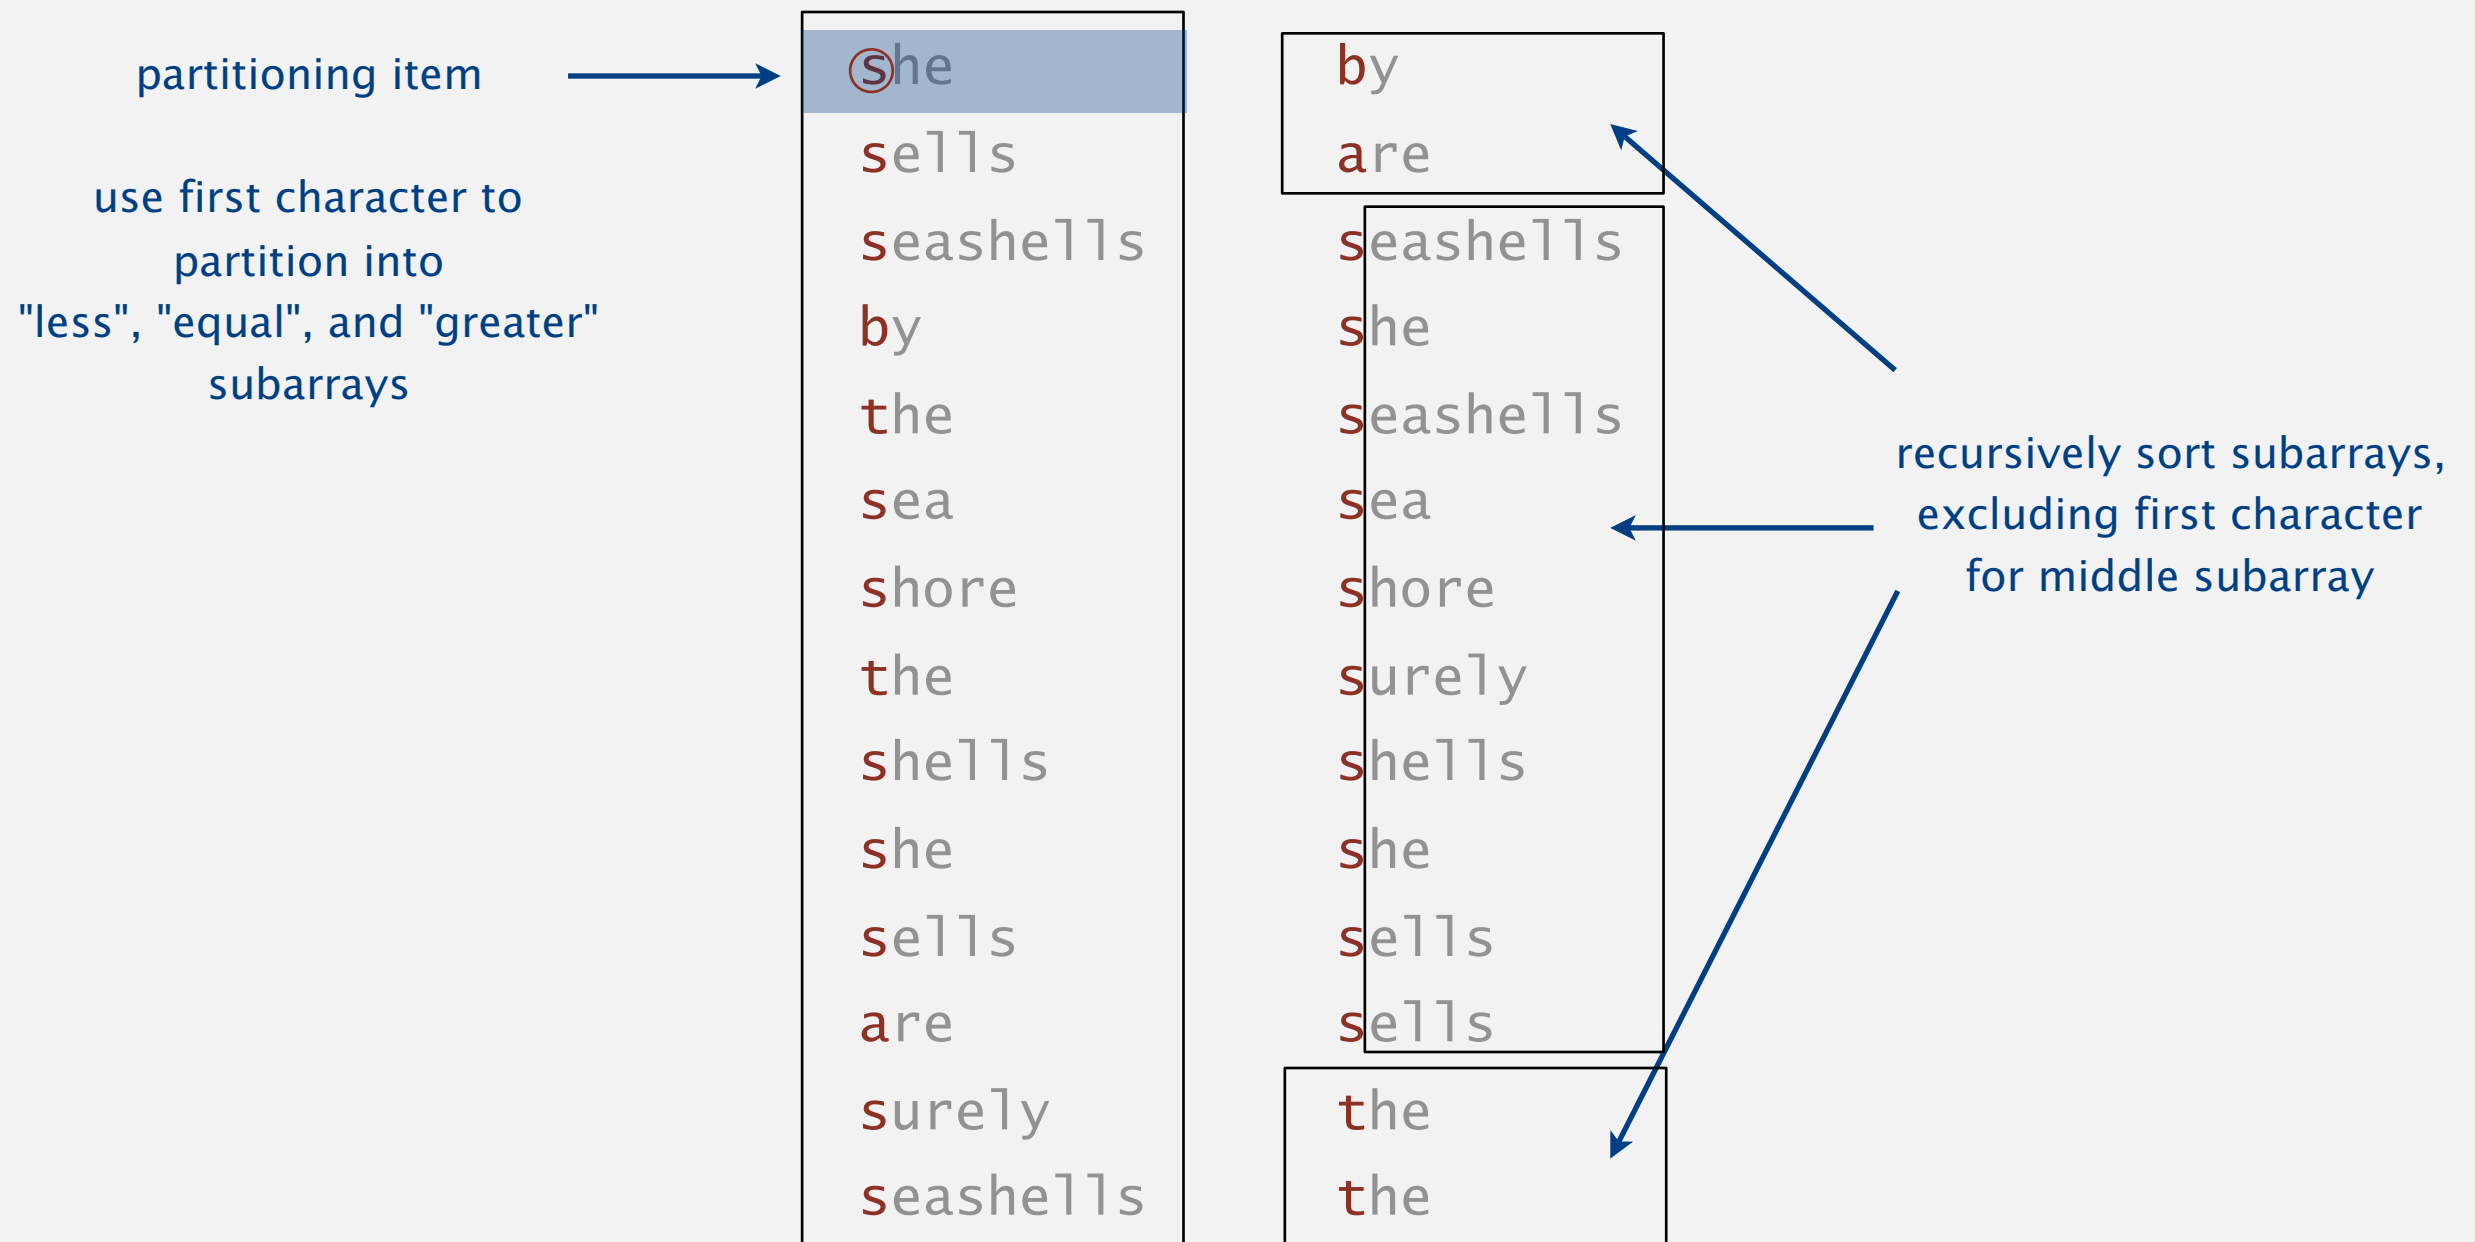 partitioning item
use first character to
partition into
"less", "equal", and "greater"
subarrays
she
sells
seashells
by
the
sea
shore
the
shells
she
sells
are
surely
seashells
by
are
seashells
she
seashells
sea
shore
surely
shells
she
sells
sells
the
the
recursively sort subarrays,
excluding first character
for middle subarray